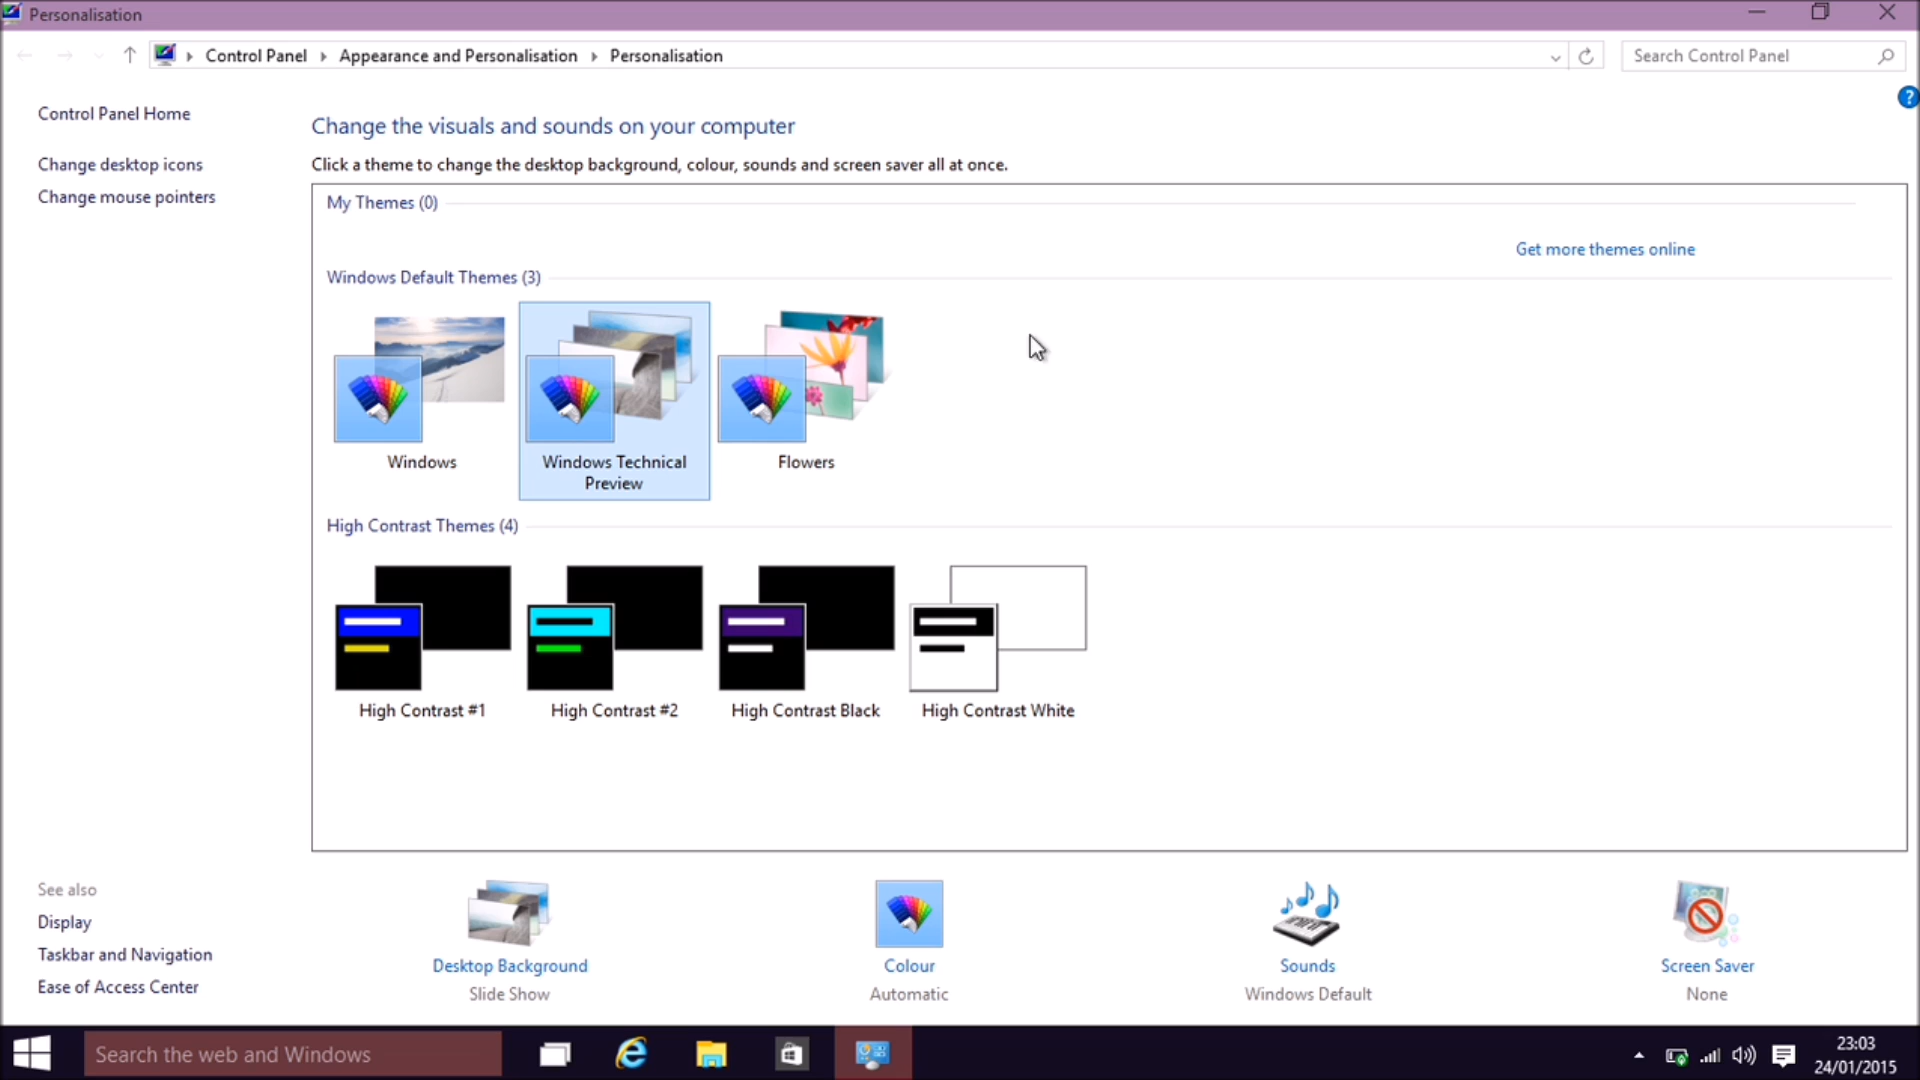 Personalisation
Control Panel
Appearance and Personalisation
Personalisation
Search Control Panel
?
Control Panel Home
Change desktop icons
Change mouse pointers
Change the visuals and sounds on your computer
Click a theme to change the desktop background, colour, sounds and screen saver all at once.
My Themes (0)
Get more themes online
Windows Default Themes (3)
Windows
Windows Technical
Preview
Flowers
High Contrast Themes (4)
High Contrast #1
High Contrast #2
High Contrast Black
High Contrast White
See also
Display
Taskbar and Navigation
Ease of Access Center
Desktop Background
Slide Show
Colour
Automatic
Sounds
Windows Default
Screen Saver
None
Search the web and Windows
23:03
24/01/2015